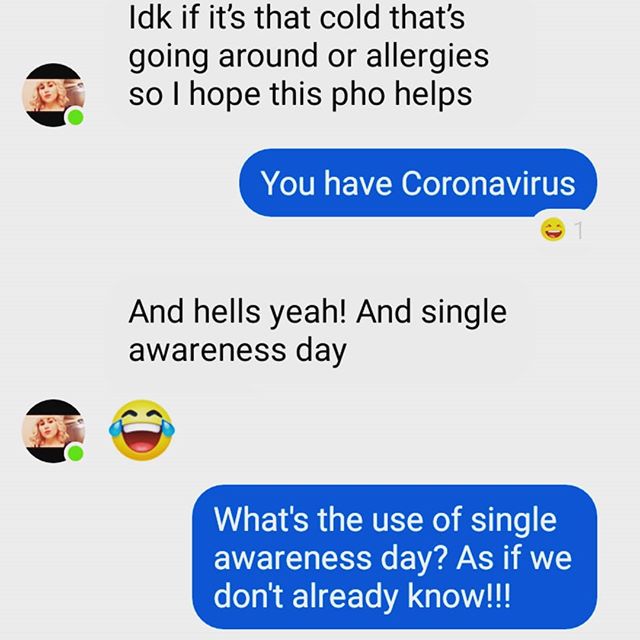 Idk if it's that cold that's
going around or allergies
so I hope this pho helps
You have Coronavirus
1
And hells yeah! And single
awareness day
What's the use of single
awareness day? As if we
don't already know!!!